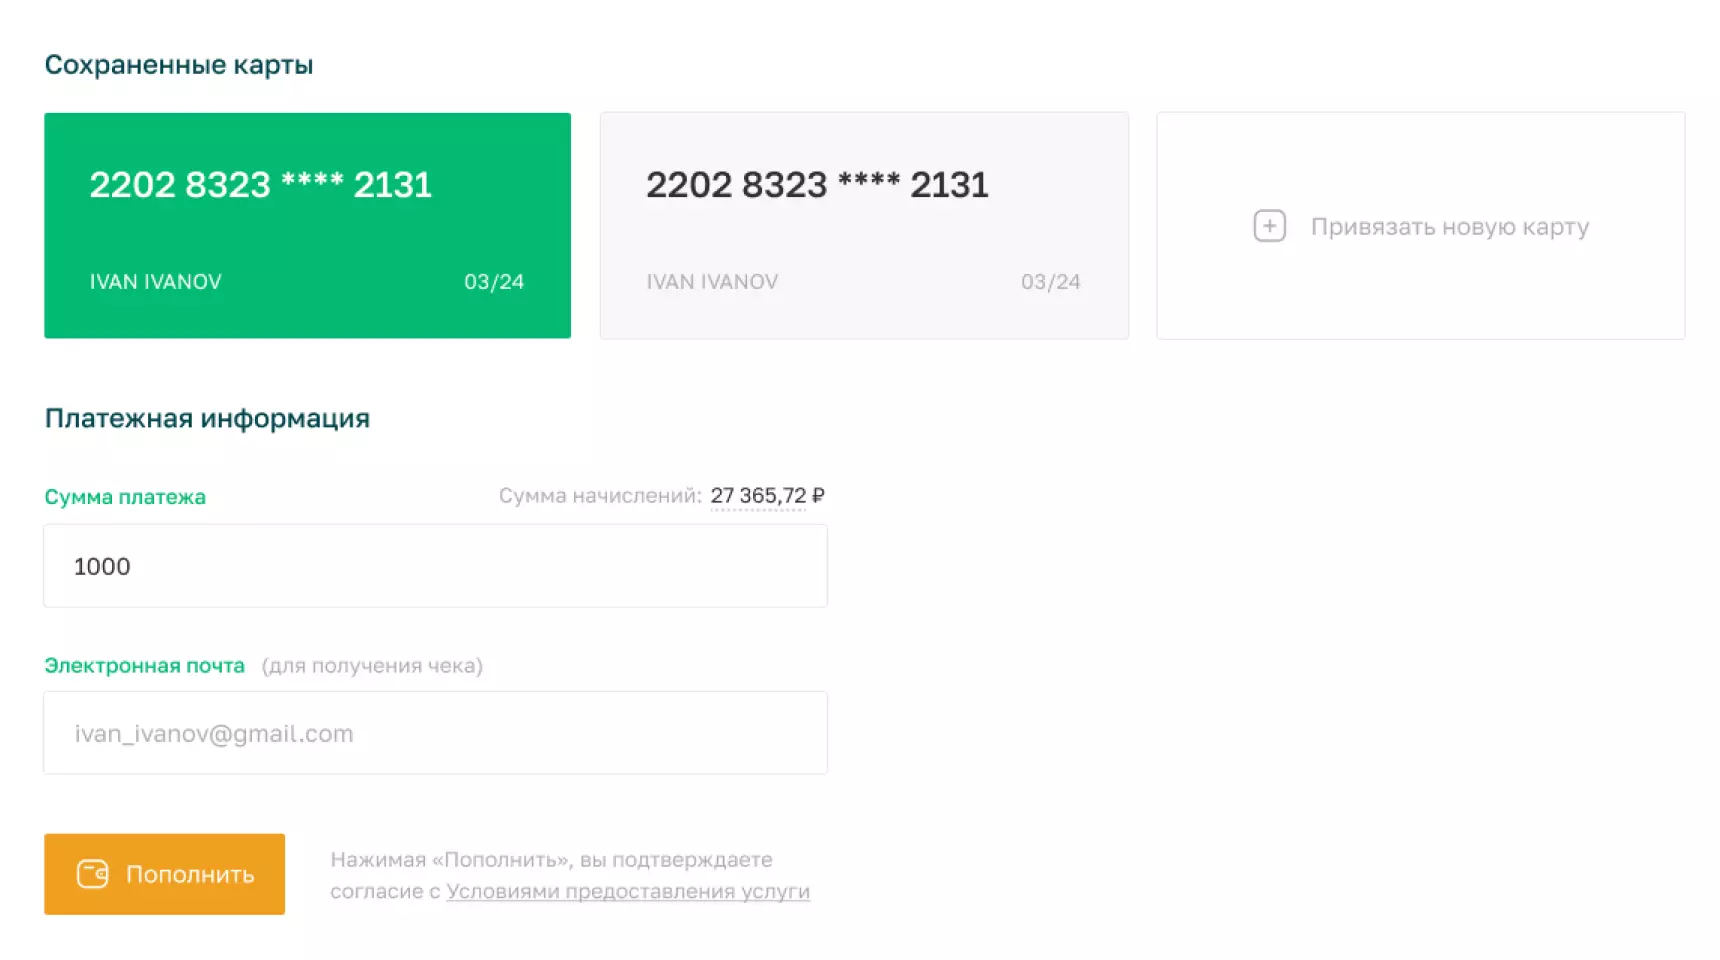 Сохраненные карты
2202 8323 **** 2131
IVAN IVANOV 03/24
2202 8323 **** 2131
IVAN IVANOV 03/24
Привязать новую карту
Платежная информация
Сумма платежа Сумма начислений: 27 365,72 ₽
1000
Электронная почта (для получения чека)
ivan_ivanov@gmail.com
Пополнить
Нажимая «Пополнить», вы подтверждаете
согласие с Условиями предоставления услуги